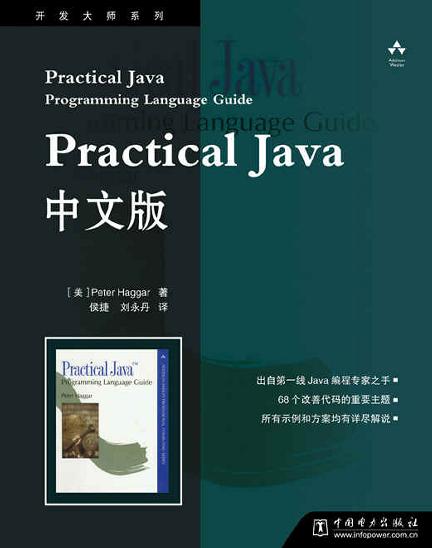 开发大师系列
Addison
Wesley
Practical Java
Programming Language Guide
Practical Java
中文版
[美]Peter Haggar 著
侯捷 刘永丹 译
Practical Java™
Programming Language Guide
Peter Haggar
出自第一线Java编程专家之手
68个改善代码的重要主题
所有示例和方案均有详尽解说
中国电力出版社
www.infopower.com.cn